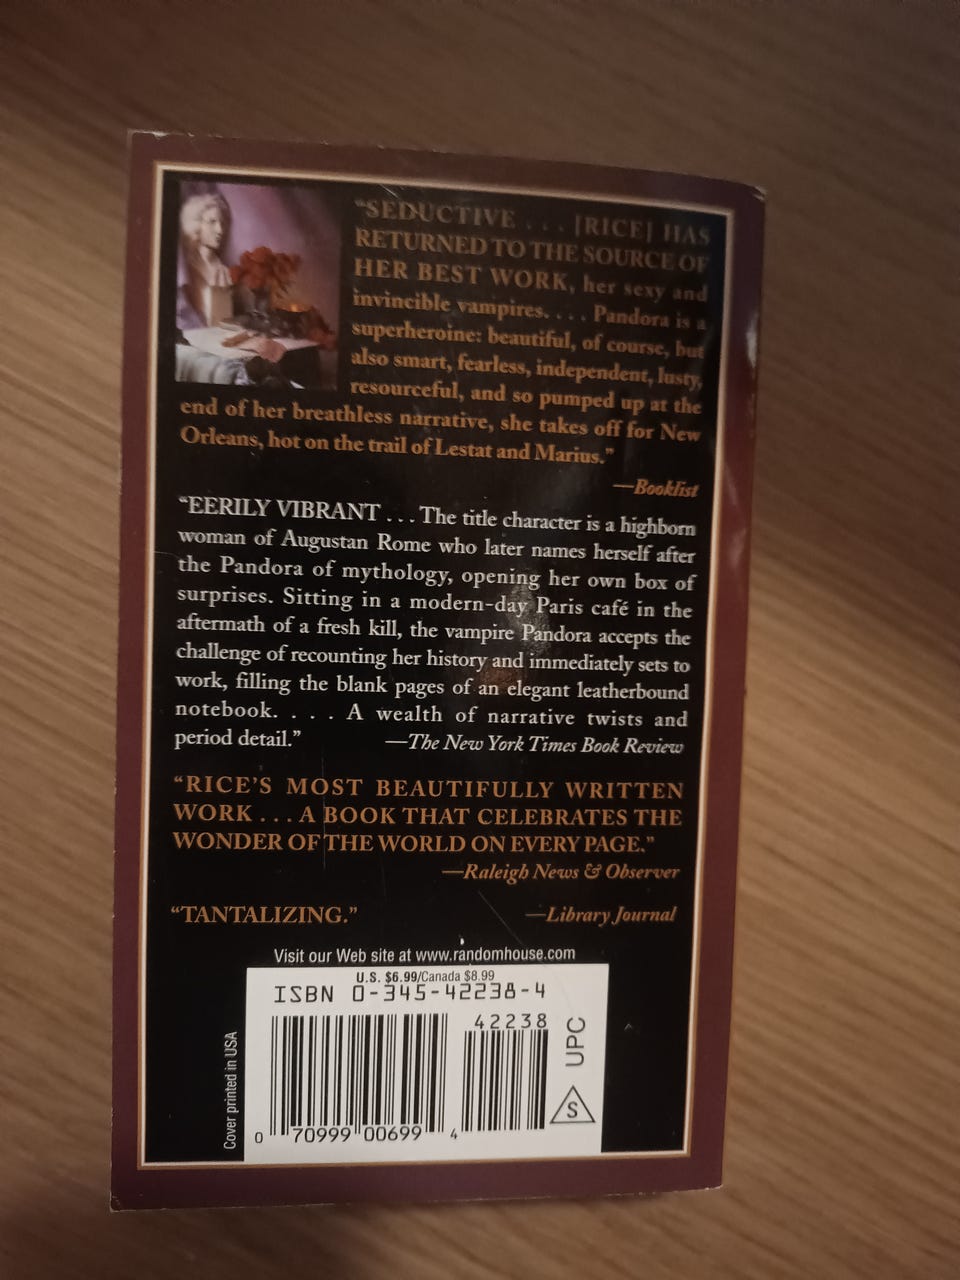 “SEDUCTIVE . . . [RICE] HAS
RETURNED TO THE SOURCE OF
HER BEST WORK, her sexy and
invincible vampires. . . . Pandora is a
superheroine: beautiful, of course, but
also smart, fearless, independent, lusty,
resourceful, and so pumped up at the
end of her breathless narrative, she takes off for New
Orleans, hot on the trail of Lestat and Marius.”
—Booklist
“EERILY VIBRANT . . . The title character is a highborn
woman of Augustan Rome who later names herself after
the Pandora of mythology, opening her own box of
surprises. Sitting in a modern-day Paris café in the
aftermath of a fresh kill, the vampire Pandora accepts the
challenge of recounting her history and immediately sets to
work, filling the blank pages of an elegant leatherbound
notebook. . . . A wealth of narrative twists and
period detail.” —The New York Times Book Review
“RICE’S MOST BEAUTIFULLY WRITTEN
WORK . . . A BOOK THAT CELEBRATES THE
WONDER OF THE WORLD ON EVERY PAGE.”
—Raleigh News & Observer
“TANTALIZING.” —Library Journal
Visit our Web site at www.randomhouse.com
U.S. $6.99/Canada $8.99
ISBN 0-345-42238-4
42238
UPC
S
0 70999 00699 4
Cover printed in USA